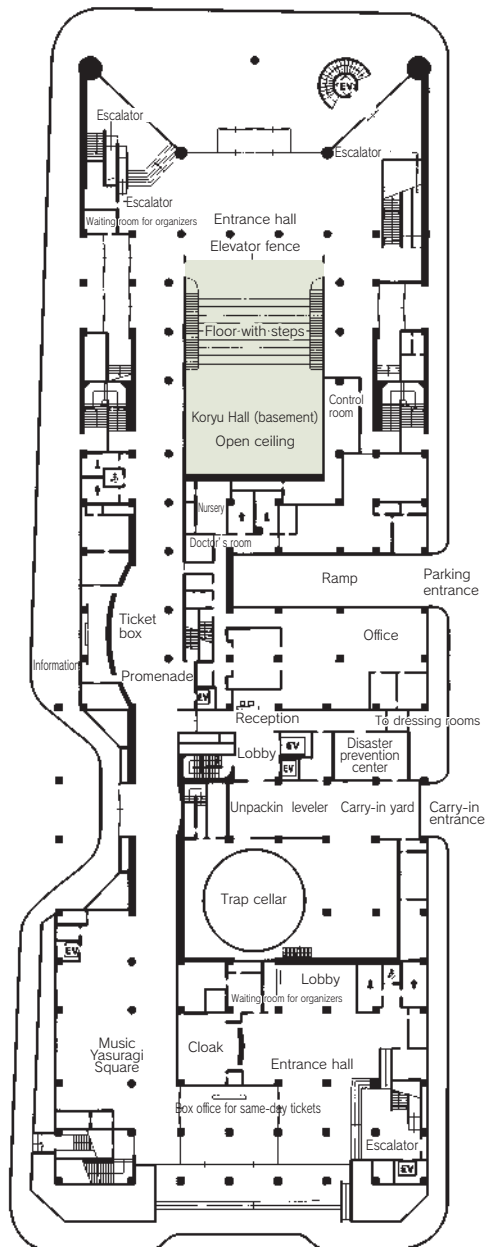 EV
Escalator
Escalator
Escalator
Waiting room for organizers
Entrance hall
Elevator fence
Floor with steps
Control
room
Koryu Hall (basement)
Open ceiling
Nursery
Doctor's room
Ramp
Parking
entrance
Ticket
box
Office
Information
Promenade
EV
Reception
To dressing rooms
Lobby
EV
EV
Disaster
prevention
center
Unpackin leveler
Carry-in yard
Carry-in
entrance
Trap cellar
EV
Lobby
Waiting room for organizers
Music
Yasuragi
Square
Cloak
Entrance hall
Box office for same-day tickets
Escalator
EV